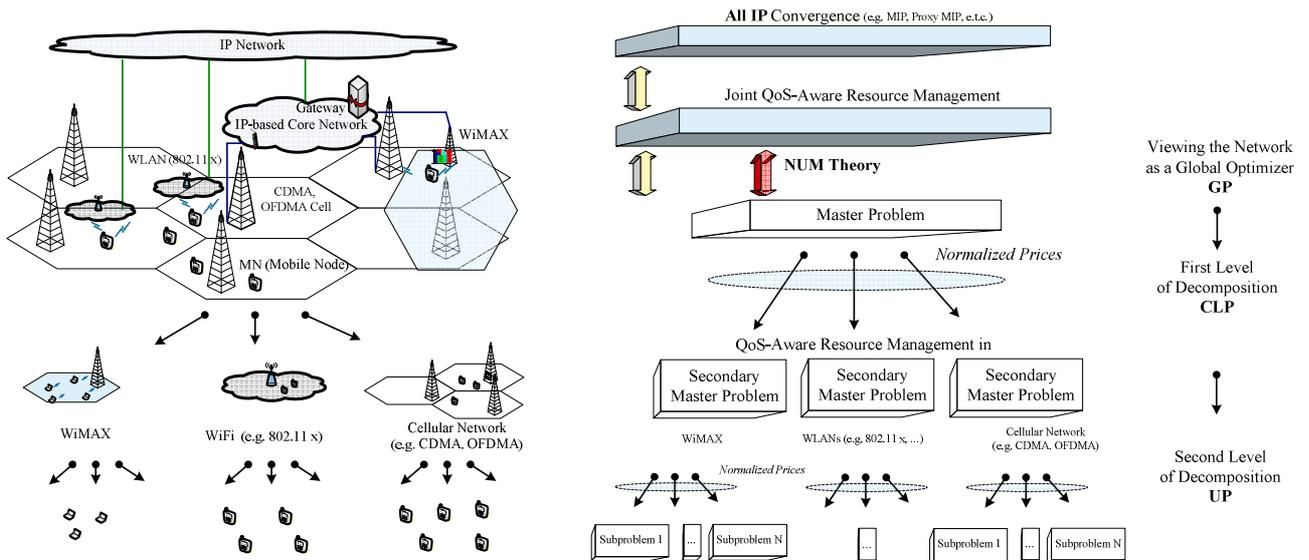 IP Network
Gateway
IP-based Core Network
WiMAX
WLAN (802.11x)
CDMA,
OFDMA Cell
MN (Mobile Node)
WiMAX
WiFi (e.g. 802.11 x)
Cellular Network
(e.g. CDMA, OFDMA)
All IP Convergence (e.g. MIP, Proxy MIP, e.t.c.)
Joint QoS-Aware Resource Management
NUM Theory
Master Problem
Normalized Prices
QoS-Aware Resource Management in
Secondary
Master Problem
Secondary
Master Problem
Secondary
Master Problem
WiMAX
WLANs (e.g. 802.11 x, ...)
Cellular Network
(e.g. CDMA, OFDMA)
Normalized Prices
Subproblem 1
...
Subproblem N
...
Subproblem 1
...
Subproblem N
Viewing the Network
as a Global Optimizer
GP
First Level
of Decomposition
CLP
Second Level
of Decomposition
UP